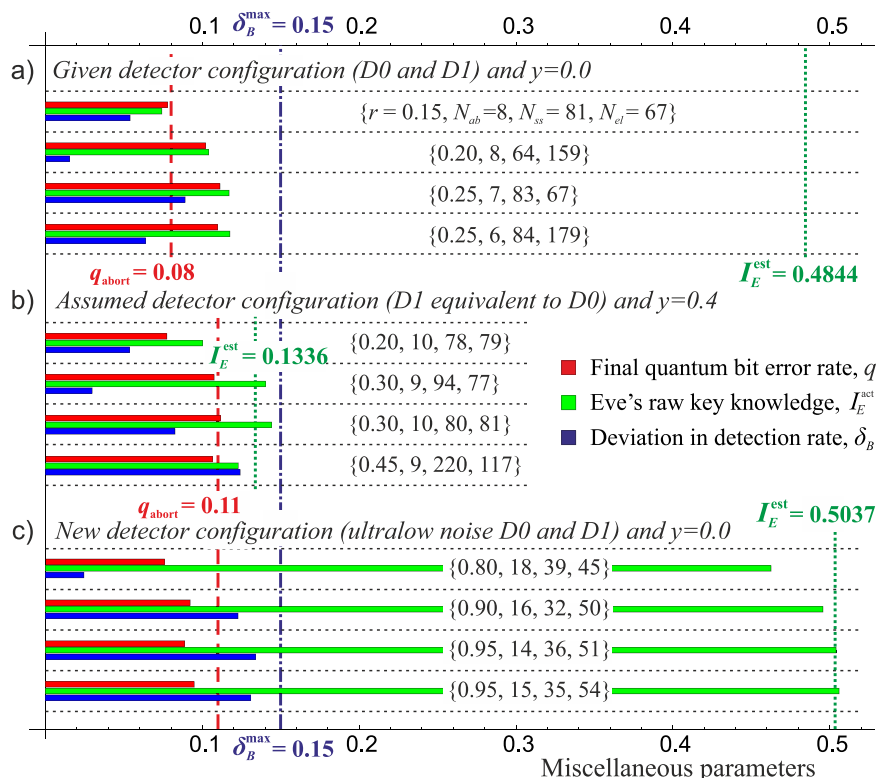 0.1 0.2 0.3 0.4 0.5
δ_B^max = 0.15
a) Given detector configuration (D0 and D1) and y=0.0
{r = 0.15, N_ab=8, N_ss = 81, N_el = 67}
{0.20, 8, 64, 159}
{0.25, 7, 83, 67}
{0.25, 6, 84, 179}
q_abort = 0.08
I_E^est = 0.4844
b) Assumed detector configuration (D1 equivalent to D0) and y=0.4
{0.20, 10, 78, 79}
I_E^est = 0.1336
{0.30, 9, 94, 77}
{0.30, 10, 80, 81}
{0.45, 9, 220, 117}
Final quantum bit error rate, q
Eve's raw key knowledge, I_E^act
Deviation in detection rate, δ_B
q_abort = 0.11
I_E^est = 0.5037
c) New detector configuration (ultralow noise D0 and D1) and y=0.0
{0.80, 18, 39, 45}
{0.90, 16, 32, 50}
{0.95, 14, 36, 51}
{0.95, 15, 35, 54}
0.1 0.2 0.3 0.4 0.5
δ_B^max = 0.15
Miscellaneous parameters